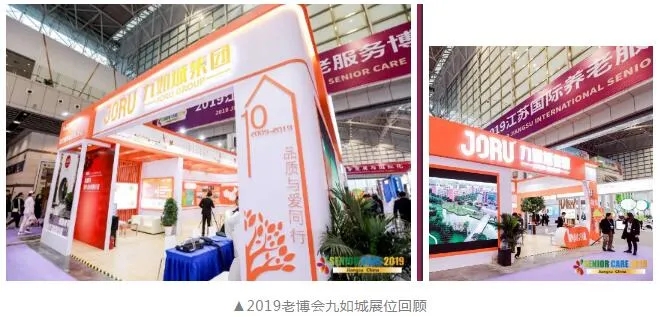 JORU 九如城集团
JORU GROUP
10
2009-2019
品质与爱同行
老服务博
SENIOR CARE
SENIOR CARE 2019
Jiangsu China
2019江苏国际养老服
2019 JIANGSU INTERNATIONAL SENIO
JORU 九如城集团
SENIOR CARE 2019
Jiangsu China
▲2019老博会九如城展位回顾